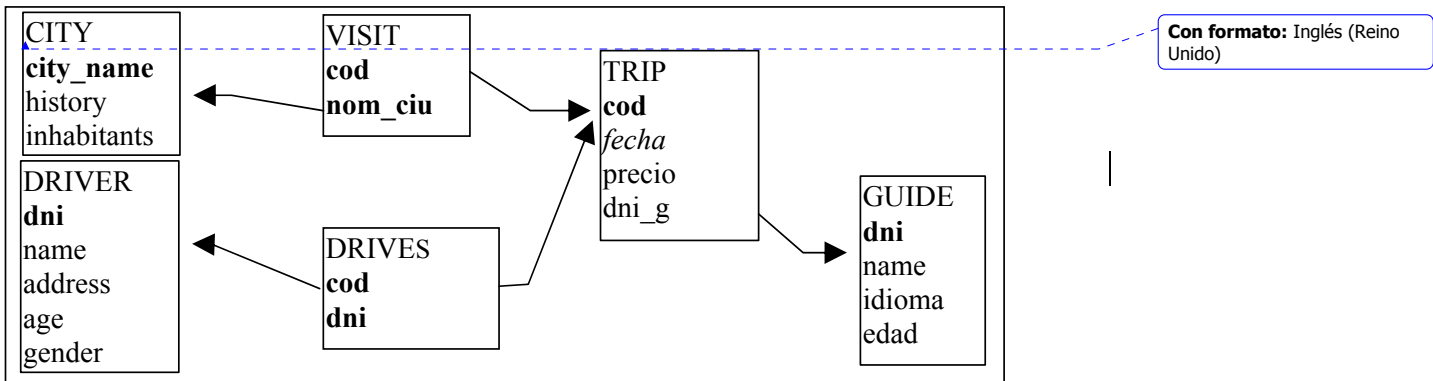 CITY
city_name
history
inhabitants
VISIT
cod
nom_ciu
TRIP
cod
fecha
precio
dni_g
DRIVER
dni
name
address
age
gender
DRIVES
cod
dni
GUIDE
dni
name
idioma
edad
Con formato: Inglés (Reino
Unido)